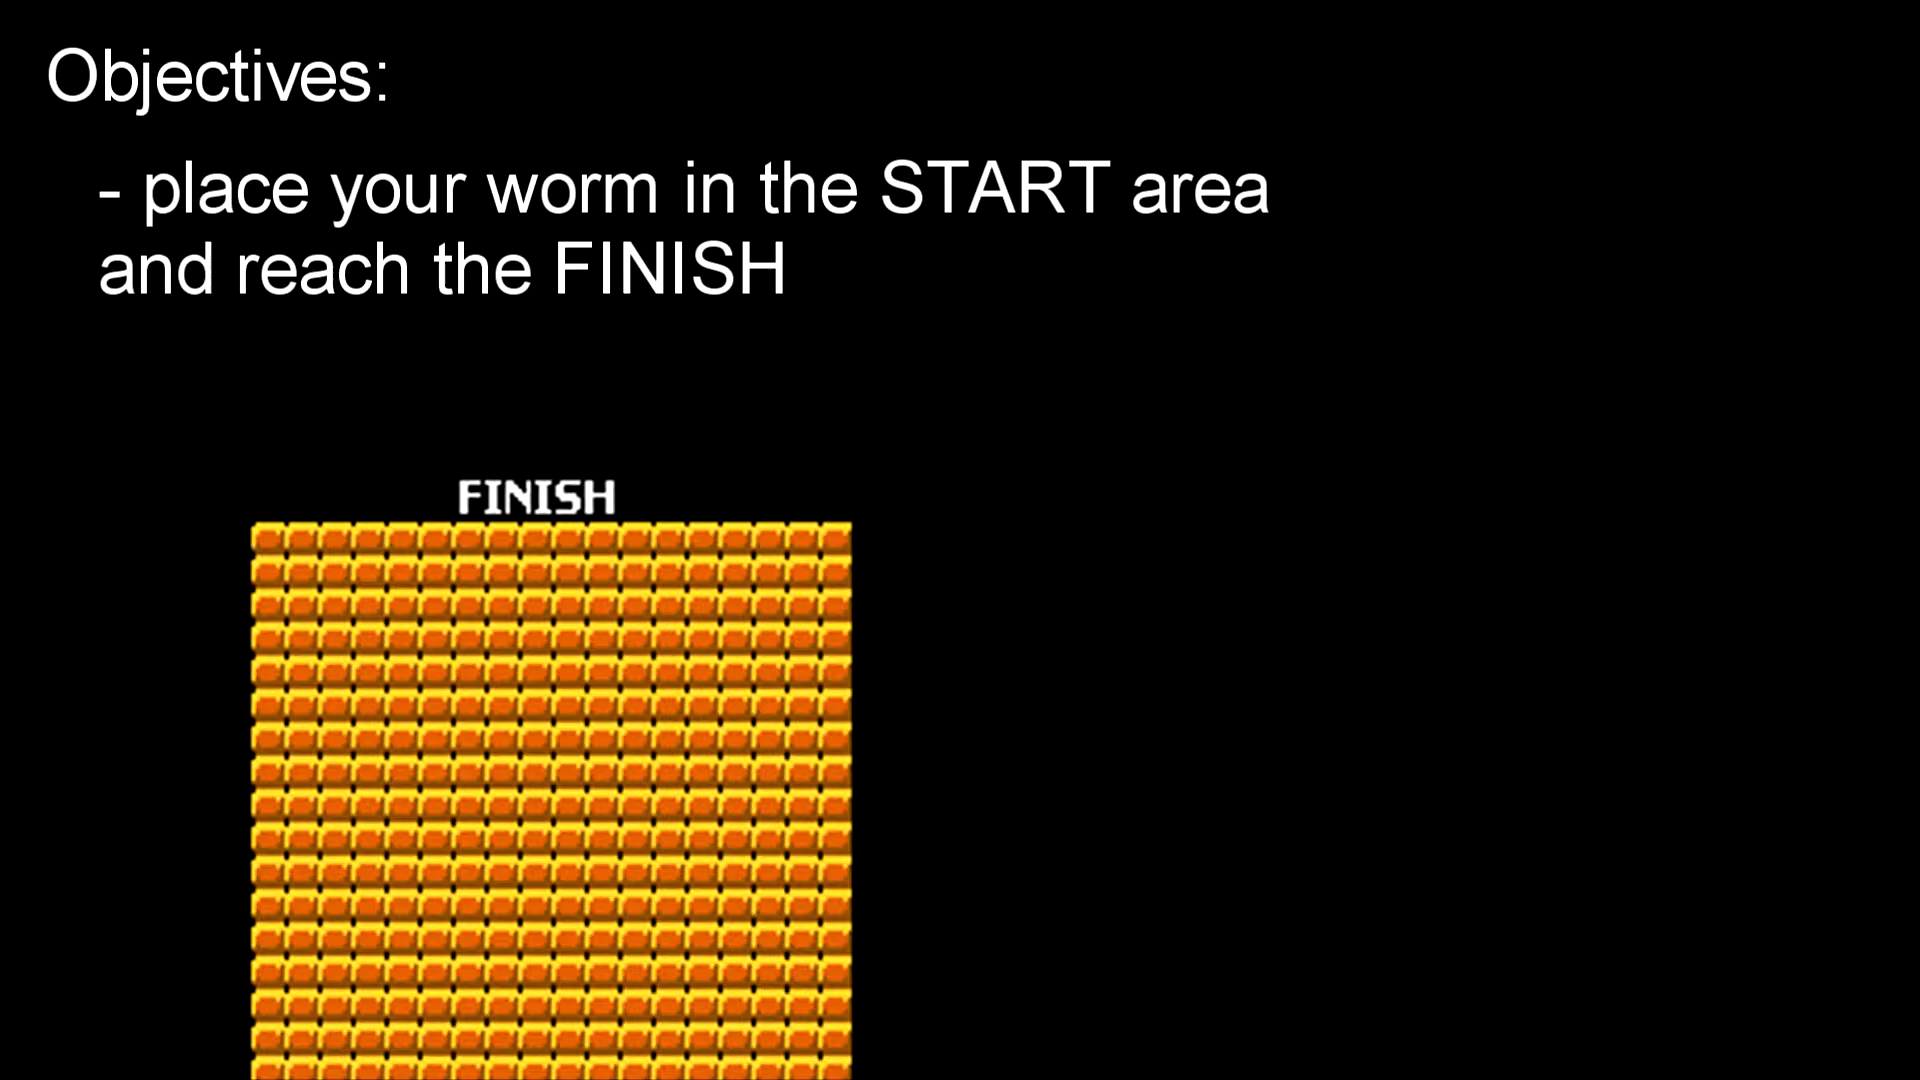 Objectives:
- place your worm in the START area
and reach the FINISH
FINISH